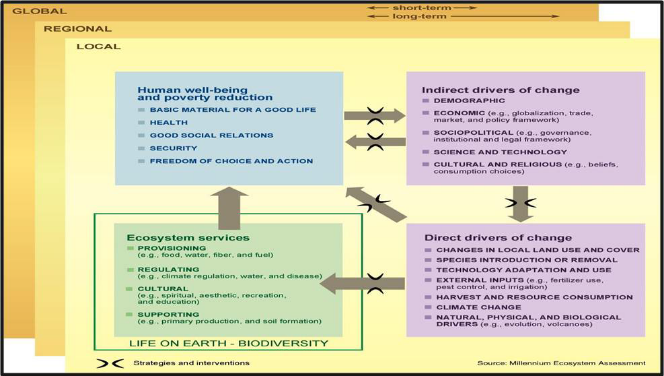 GLOBAL
short-term
long-term
REGIONAL
LOCAL
Human well-being
and poverty reduction
BASIC MATERIAL FOR A GOOD LIFE
HEALTH
GOOD SOCIAL RELATIONS
SECURITY
FREEDOM OF CHOICE AND ACTION
Indirect drivers of change
DEMOGRAPHIC
ECONOMIC (e.g., globalization, trade,
market, and policy framework)
SOCIOPOLITICAL (e.g., governance,
institutional and legal framework)
SCIENCE AND TECHNOLOGY
CULTURAL AND RELIGIOUS (e.g., beliefs,
consumption choices)
Ecosystem services
PROVISIONING
(e.g., food, water, fiber, and fuel)
REGULATING
(e.g., climate regulation, water, and disease)
CULTURAL
(e.g., spiritual, aesthetic, recreation,
and education)
SUPPORTING
(e.g., primary production, and soil formation)
LIFE ON EARTH - BIODIVERSITY
Direct drivers of change
CHANGES IN LOCAL LAND USE AND COVER
SPECIES INTRODUCTION OR REMOVAL
TECHNOLOGY ADAPTATION AND USE
EXTERNAL INPUTS (e.g., fertilizer use,
pest control, and irrigation)
HARVEST AND RESOURCE CONSUMPTION
CLIMATE CHANGE
NATURAL, PHYSICAL, AND BIOLOGICAL
DRIVERS (e.g., evolution, volcanoes)
Strategies and interventions
Source: Millennium Ecosystem Assessment